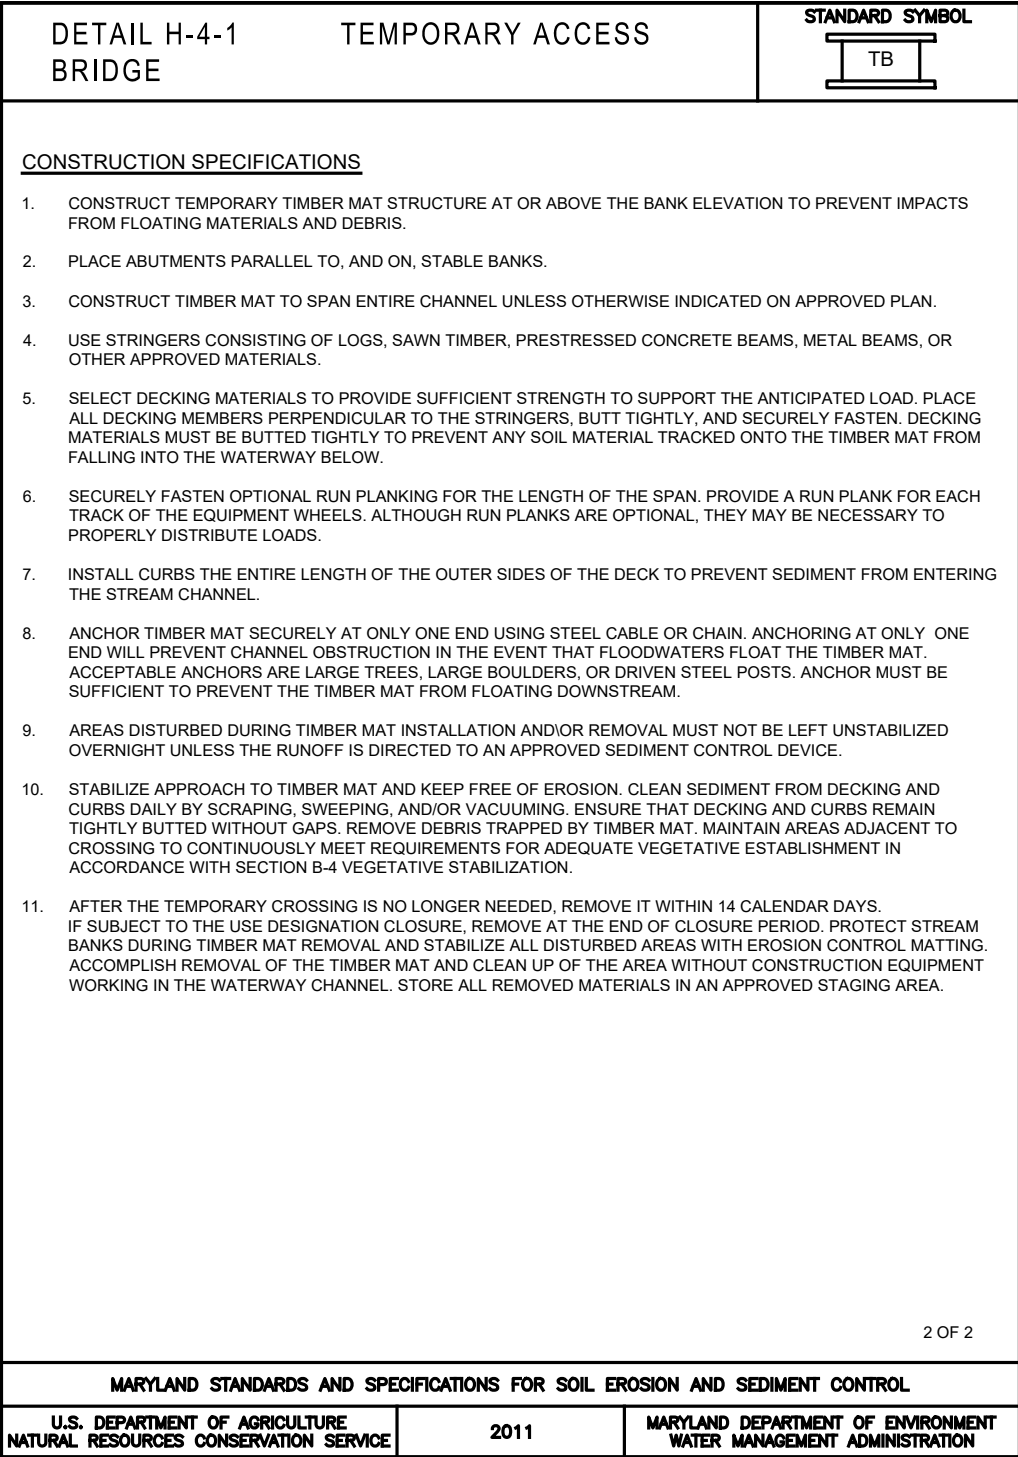 DETAIL H-4-1 TEMPORARY ACCESS
BRIDGE
STANDARD SYMBOL
TB
CONSTRUCTION SPECIFICATIONS
1. CONSTRUCT TEMPORARY TIMBER MAT STRUCTURE AT OR ABOVE THE BANK ELEVATION TO PREVENT IMPACTS
FROM FLOATING MATERIALS AND DEBRIS.
2. PLACE ABUTMENTS PARALLEL TO, AND ON, STABLE BANKS.
3. CONSTRUCT TIMBER MAT TO SPAN ENTIRE CHANNEL UNLESS OTHERWISE INDICATED ON APPROVED PLAN.
4. USE STRINGERS CONSISTING OF LOGS, SAWN TIMBER, PRESTRESSED CONCRETE BEAMS, METAL BEAMS, OR
OTHER APPROVED MATERIALS.
5. SELECT DECKING MATERIALS TO PROVIDE SUFFICIENT STRENGTH TO SUPPORT THE ANTICIPATED LOAD. PLACE
ALL DECKING MEMBERS PERPENDICULAR TO THE STRINGERS, BUTT TIGHTLY, AND SECURELY FASTEN. DECKING
MATERIALS MUST BE BUTTED TIGHTLY TO PREVENT ANY SOIL MATERIAL TRACKED ONTO THE TIMBER MAT FROM
FALLING INTO THE WATERWAY BELOW.
6. SECURELY FASTEN OPTIONAL RUN PLANKING FOR THE LENGTH OF THE SPAN. PROVIDE A RUN PLANK FOR EACH
TRACK OF THE EQUIPMENT WHEELS. ALTHOUGH RUN PLANKS ARE OPTIONAL, THEY MAY BE NECESSARY TO
PROPERLY DISTRIBUTE LOADS.
7. INSTALL CURBS THE ENTIRE LENGTH OF THE OUTER SIDES OF THE DECK TO PREVENT SEDIMENT FROM ENTERING
THE STREAM CHANNEL.
8. ANCHOR TIMBER MAT SECURELY AT ONLY ONE END USING STEEL CABLE OR CHAIN. ANCHORING AT ONLY ONE
END WILL PREVENT CHANNEL OBSTRUCTION IN THE EVENT THAT FLOODWATERS FLOAT THE TIMBER MAT.
ACCEPTABLE ANCHORS ARE LARGE TREES, LARGE BOULDERS, OR DRIVEN STEEL POSTS. ANCHOR MUST BE
SUFFICIENT TO PREVENT THE TIMBER MAT FROM FLOATING DOWNSTREAM.
9. AREAS DISTURBED DURING TIMBER MAT INSTALLATION AND\OR REMOVAL MUST NOT BE LEFT UNSTABILIZED
OVERNIGHT UNLESS THE RUNOFF IS DIRECTED TO AN APPROVED SEDIMENT CONTROL DEVICE.
10. STABILIZE APPROACH TO TIMBER MAT AND KEEP FREE OF EROSION. CLEAN SEDIMENT FROM DECKING AND
CURBS DAILY BY SCRAPING, SWEEPING, AND/OR VACUUMING. ENSURE THAT DECKING AND CURBS REMAIN
TIGHTLY BUTTED WITHOUT GAPS. REMOVE DEBRIS TRAPPED BY TIMBER MAT. MAINTAIN AREAS ADJACENT TO
CROSSING TO CONTINUOUSLY MEET REQUIREMENTS FOR ADEQUATE VEGETATIVE ESTABLISHMENT IN
ACCORDANCE WITH SECTION B-4 VEGETATIVE STABILIZATION.
11. AFTER THE TEMPORARY CROSSING IS NO LONGER NEEDED, REMOVE IT WITHIN 14 CALENDAR DAYS.
IF SUBJECT TO THE USE DESIGNATION CLOSURE, REMOVE AT THE END OF CLOSURE PERIOD. PROTECT STREAM
BANKS DURING TIMBER MAT REMOVAL AND STABILIZE ALL DISTURBED AREAS WITH EROSION CONTROL MATTING.
ACCOMPLISH REMOVAL OF THE TIMBER MAT AND CLEAN UP OF THE AREA WITHOUT CONSTRUCTION EQUIPMENT
WORKING IN THE WATERWAY CHANNEL. STORE ALL REMOVED MATERIALS IN AN APPROVED STAGING AREA.
2 OF 2
MARYLAND STANDARDS AND SPECIFICATIONS FOR SOIL EROSION AND SEDIMENT CONTROL
U.S. DEPARTMENT OF AGRICULTURE
NATURAL RESOURCES CONSERVATION SERVICE
2011
MARYLAND DEPARTMENT OF ENVIRONMENT
WATER MANAGEMENT ADMINISTRATION